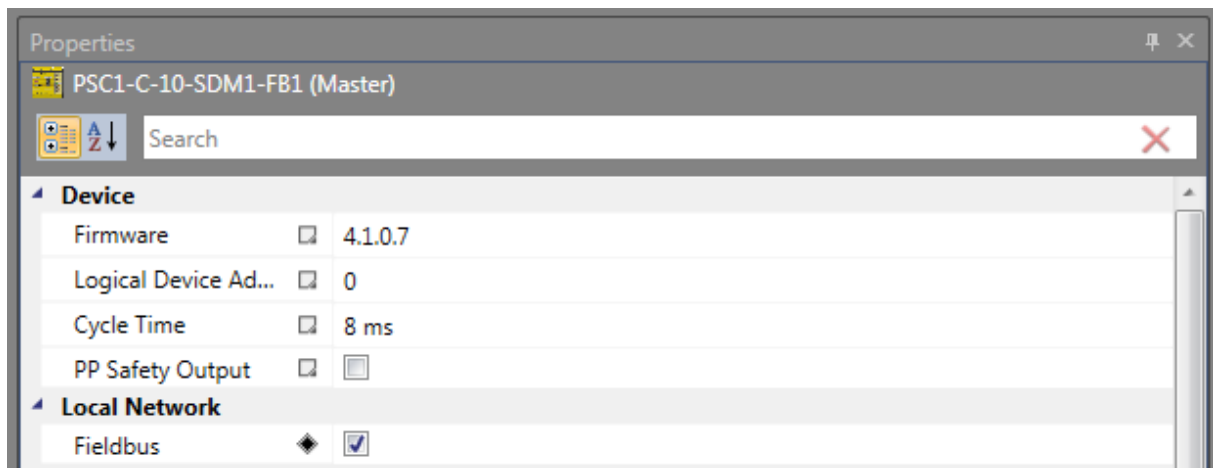 Properties
PSC1-C-10-SDM1-FB1 (Master)
Search
Device
Firmware 4.1.0.7
Logical Device Ad... 0
Cycle Time 8 ms
PP Safety Output
Local Network
Fieldbus